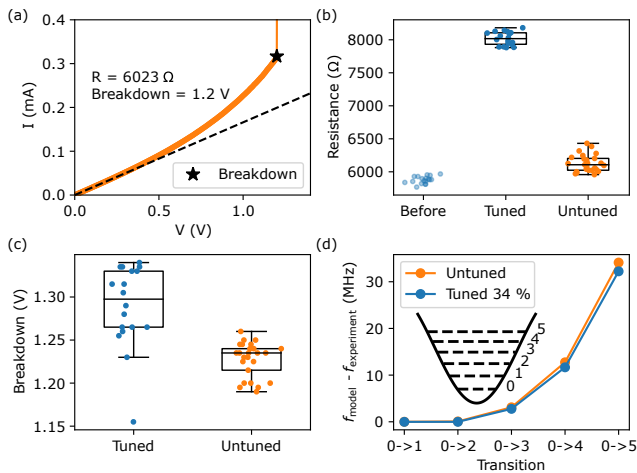 (a)
0.4
0.3
0.2
0.1
0.0
I (mA)
R = 6023 Ω
Breakdown = 1.2 V
Breakdown
0.0
0.5
1.0
V (V)
(b)
8000
7500
7000
6500
6000
Resistance (Ω)
Before
Tuned
Untuned
(c)
1.30
1.25
1.20
1.15
Breakdown (V)
Tuned
Untuned
(d)
30
20
10
0
fmodel - fexperiment (MHz)
Untuned
Tuned 34 %
5
4
3
2
1
0
0->1
0->2
0->3
0->4
0->5
Transition